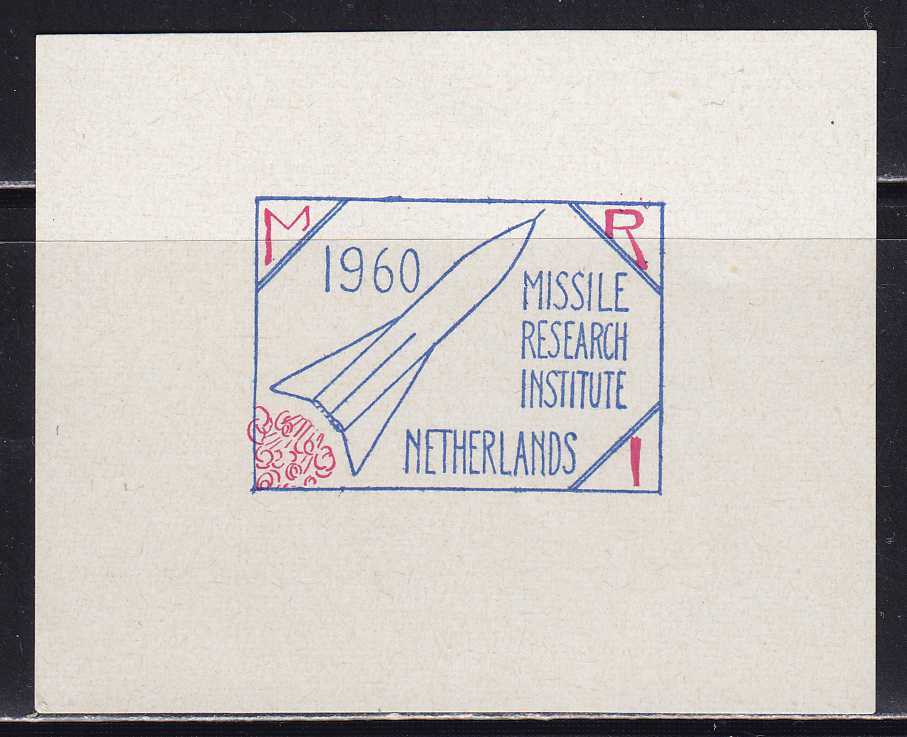 M R
1960
MISSILE
RESEARCH
INSTITUTE
NETHERLANDS
I